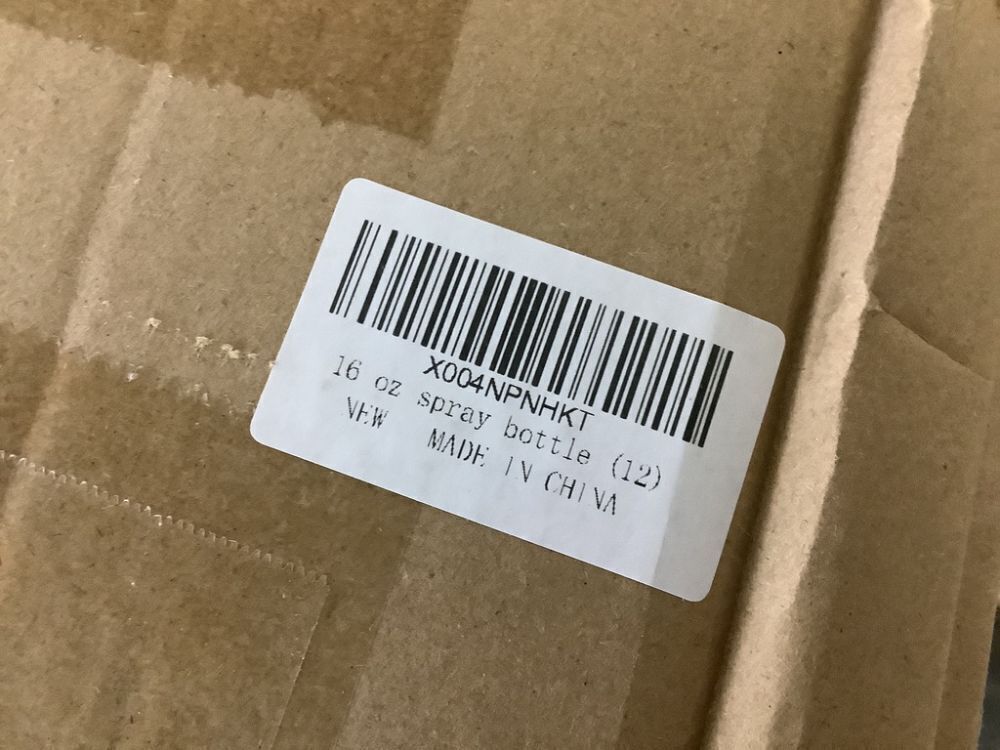 X004NPNHKT
16 oz spray bottle (12)
NEW MADE IN CHINA